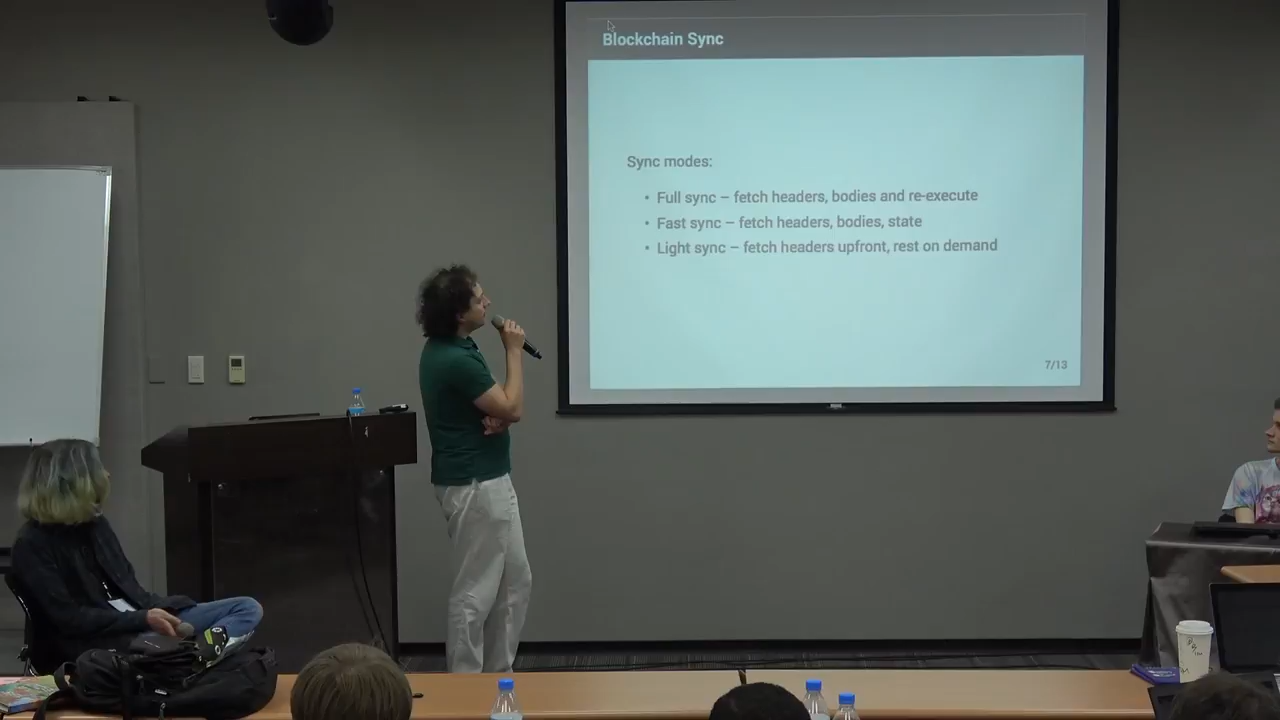 Blockchain Sync
Sync modes:
• Full sync – fetch headers, bodies and re-execute
• Fast sync – fetch headers, bodies, state
• Light sync – fetch headers upfront, rest on demand
7/13